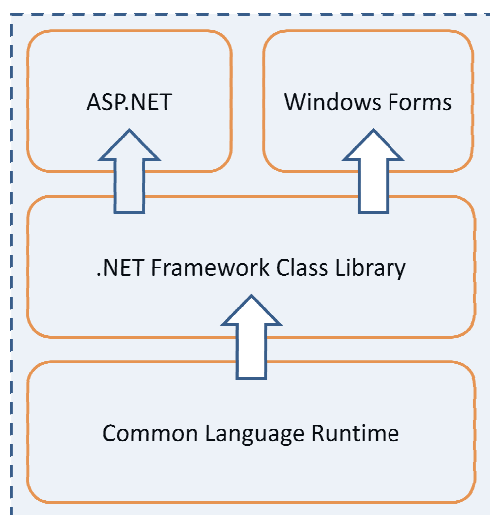 ASP.NET
Windows Forms
.NET Framework Class Library
Common Language Runtime